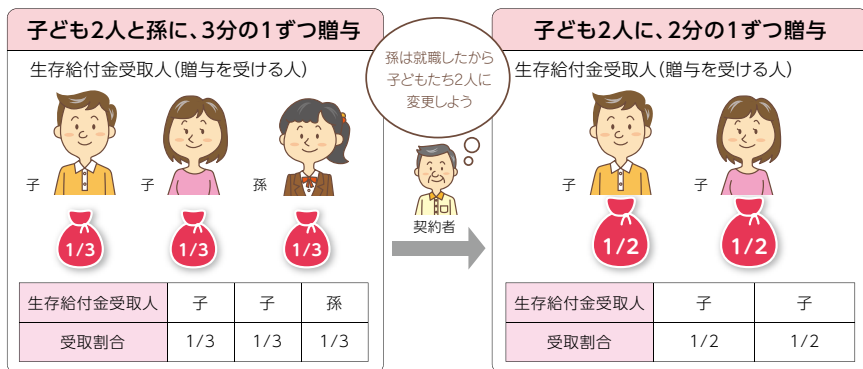 子ども2人と孫に、3分の1ずつ贈与
生存給付金受取人(贈与を受ける人)
子
子
孫
1/3
1/3
1/3
生存給付金受取人 子 子 孫
受取割合 1/3 1/3 1/3
孫は就職したから
子どもたち2人に
変更しよう
契約者
子ども2人に、2分の1ずつ贈与
生存給付金受取人(贈与を受ける人)
子
子
1/2
1/2
生存給付金受取人 子 子
受取割合 1/2 1/2